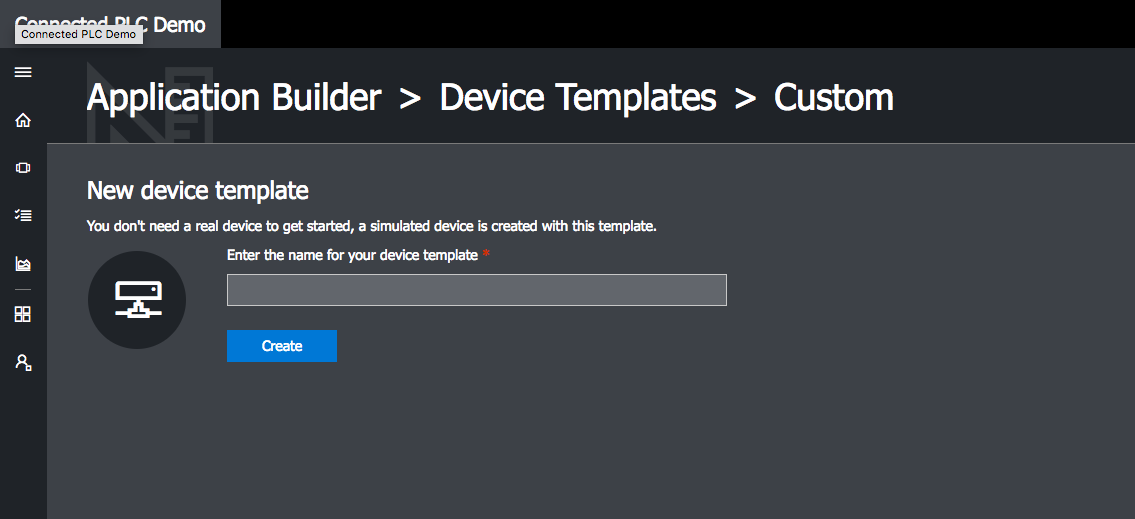 Connected PLC Demo
Connected PLC Demo
Application Builder > Device Templates > Custom
New device template
You don't need a real device to get started, a simulated device is created with this template.
Enter the name for your device template *
Create